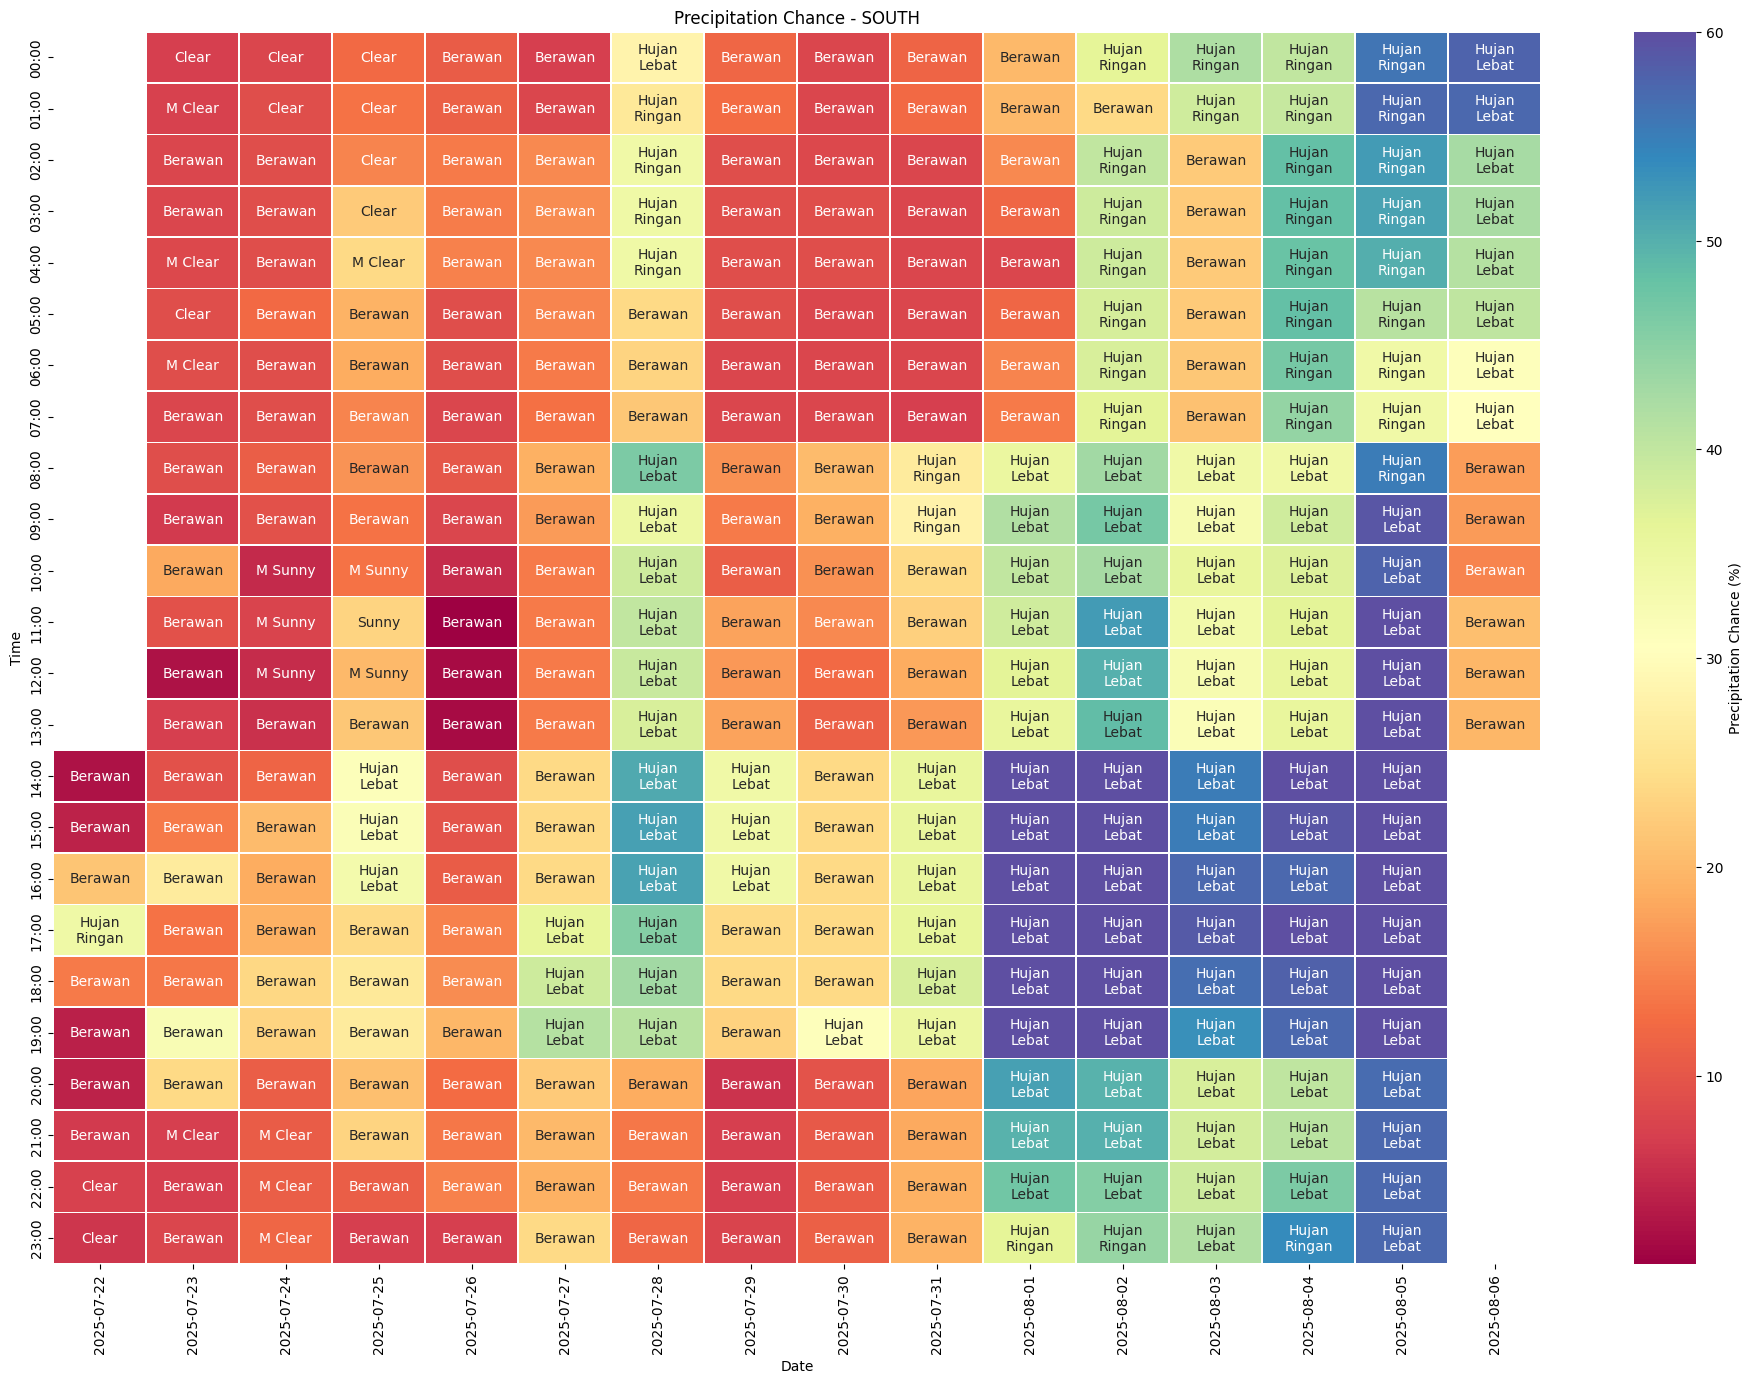 Precipitation Chance - SOUTH
Time
00:00 Clear Clear Clear Berawan Berawan Hujan Lebat Berawan Berawan Berawan Berawan Hujan Ringan Hujan Ringan Hujan Ringan Hujan Ringan Hujan Lebat
01:00 M Clear Clear Clear Berawan Berawan Hujan Ringan Berawan Berawan Berawan Berawan Berawan Hujan Ringan Hujan Ringan Hujan Ringan Hujan Lebat
02:00 Berawan Berawan Clear Berawan Berawan Hujan Ringan Berawan Berawan Berawan Berawan Hujan Ringan Berawan Hujan Ringan Hujan Ringan Hujan Lebat
03:00 Berawan Berawan Clear Berawan Berawan Hujan Ringan Berawan Berawan Berawan Berawan Hujan Ringan Berawan Hujan Ringan Hujan Ringan Hujan Lebat
04:00 M Clear Berawan M Clear Berawan Berawan Hujan Ringan Berawan Berawan Berawan Berawan Hujan Ringan Berawan Hujan Ringan Hujan Ringan Hujan Lebat
05:00 Clear Berawan Berawan Berawan Berawan Berawan Berawan Berawan Berawan Berawan Hujan Ringan Berawan Hujan Ringan Hujan Ringan Hujan Lebat
06:00 M Clear Berawan Berawan Berawan Berawan Berawan Berawan Berawan Berawan Berawan Hujan Ringan Berawan Hujan Ringan Hujan Ringan Hujan Lebat
07:00 Berawan Berawan Berawan Berawan Berawan Berawan Berawan Berawan Berawan Berawan Hujan Ringan Berawan Hujan Ringan Hujan Ringan Hujan Lebat
08:00 Berawan Berawan Berawan Berawan Berawan Hujan Lebat Berawan Berawan Hujan Ringan Hujan Lebat Hujan Lebat Hujan Lebat Hujan Lebat Hujan Ringan Berawan
09:00 Berawan Berawan Berawan Berawan Berawan Hujan Lebat Berawan Berawan Hujan Ringan Hujan Lebat Hujan Lebat Hujan Lebat Hujan Lebat Hujan Lebat Berawan
10:00 Berawan M Sunny M Sunny Berawan Berawan Hujan Lebat Berawan Berawan Berawan Hujan Lebat Hujan Lebat Hujan Lebat Hujan Lebat Hujan Lebat Berawan
11:00 Berawan M Sunny Sunny Berawan Berawan Hujan Lebat Berawan Berawan Berawan Hujan Lebat Hujan Lebat Hujan Lebat Hujan Lebat Hujan Lebat Berawan
12:00 Berawan M Sunny M Sunny Berawan Berawan Hujan Lebat Berawan Berawan Berawan Hujan Lebat Hujan Lebat Hujan Lebat Hujan Lebat Hujan Lebat Berawan
13:00 Berawan Berawan Berawan Berawan Berawan Hujan Lebat Berawan Berawan Berawan Hujan Lebat Hujan Lebat Hujan Lebat Hujan Lebat Hujan Lebat Berawan
14:00 Berawan Berawan Berawan Hujan Lebat Berawan Berawan Hujan Lebat Hujan Lebat Berawan Hujan Lebat Hujan Lebat Hujan Lebat Hujan Lebat Hujan Lebat Hujan Lebat
15:00 Berawan Berawan Berawan Hujan Lebat Berawan Berawan Hujan Lebat Hujan Lebat Berawan Hujan Lebat Hujan Lebat Hujan Lebat Hujan Lebat Hujan Lebat Hujan Lebat
16:00 Berawan Berawan Berawan Hujan Lebat Berawan Berawan Hujan Lebat Hujan Lebat Berawan Hujan Lebat Hujan Lebat Hujan Lebat Hujan Lebat Hujan Lebat Hujan Lebat
17:00 Hujan Ringan Berawan Berawan Berawan Berawan Hujan Lebat Hujan Lebat Berawan Berawan Hujan Lebat Hujan Lebat Hujan Lebat Hujan Lebat Hujan Lebat Hujan Lebat
18:00 Berawan Berawan Berawan Berawan Berawan Hujan Lebat Hujan Lebat Berawan Berawan Hujan Lebat Hujan Lebat Hujan Lebat Hujan Lebat Hujan Lebat Hujan Lebat
19:00 Berawan Berawan Berawan Berawan Berawan Hujan Lebat Hujan Lebat Berawan Hujan Lebat Hujan Lebat Hujan Lebat Hujan Lebat Hujan Lebat Hujan Lebat Hujan Lebat
20:00 Berawan Berawan Berawan Berawan Berawan Berawan Berawan Berawan Berawan Berawan Hujan Lebat Hujan Lebat Hujan Lebat Hujan Lebat Hujan Lebat
21:00 Berawan M Clear M Clear Berawan Berawan Berawan Berawan Berawan Berawan Berawan Hujan Lebat Hujan Lebat Hujan Lebat Hujan Lebat Hujan Lebat
22:00 Clear Berawan M Clear Berawan Berawan Berawan Berawan Berawan Berawan Berawan Hujan Lebat Hujan Lebat Hujan Lebat Hujan Lebat Hujan Lebat
23:00 Clear Berawan M Clear Berawan Berawan Berawan Berawan Berawan Berawan Berawan Hujan Ringan Hujan Ringan Hujan Lebat Hujan Ringan Hujan Lebat
2025-07-22 2025-07-23 2025-07-24 2025-07-25 2025-07-26 2025-07-27 2025-07-28 2025-07-29 2025-07-30 2025-07-31 2025-08-01 2025-08-02 2025-08-03 2025-08-04 2025-08-05 2025-08-06
Date
60
50
40
30
20
10
Precipitation Chance (%)